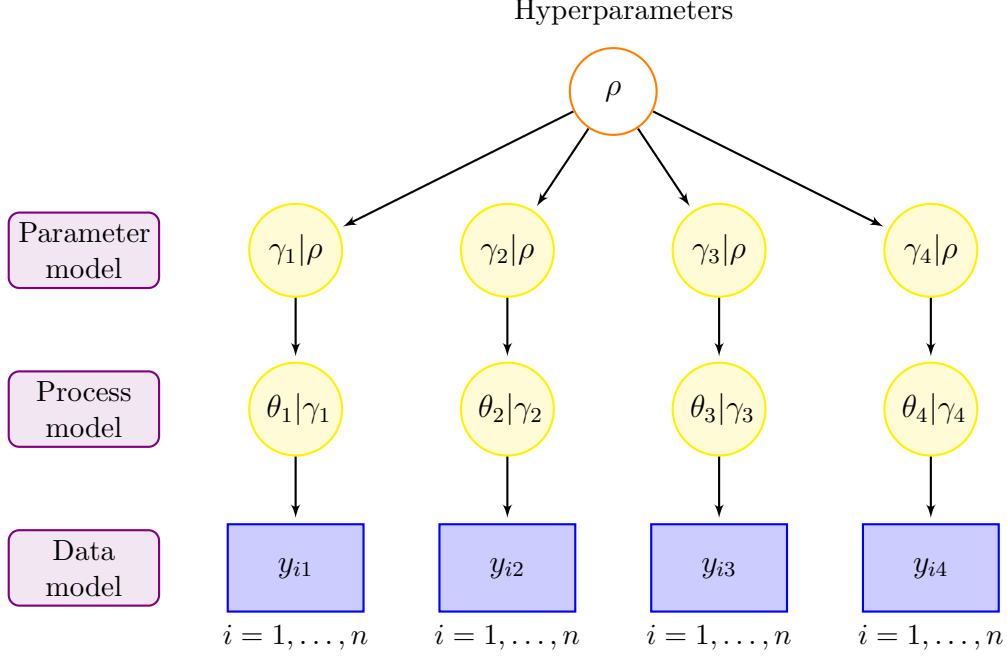 Hyperparameters
ρ
Parameter
model
γ₁|ρ
γ₂|ρ
γ₃|ρ
γ₄|ρ
Process
model
θ₁|γ₁
θ₂|γ₂
θ₃|γ₃
θ₄|γ₄
Data
model
yᵢ₁
yᵢ₂
yᵢ₃
yᵢ₄
i = 1, . . . , n
i = 1, . . . , n
i = 1, . . . , n
i = 1, . . . , n